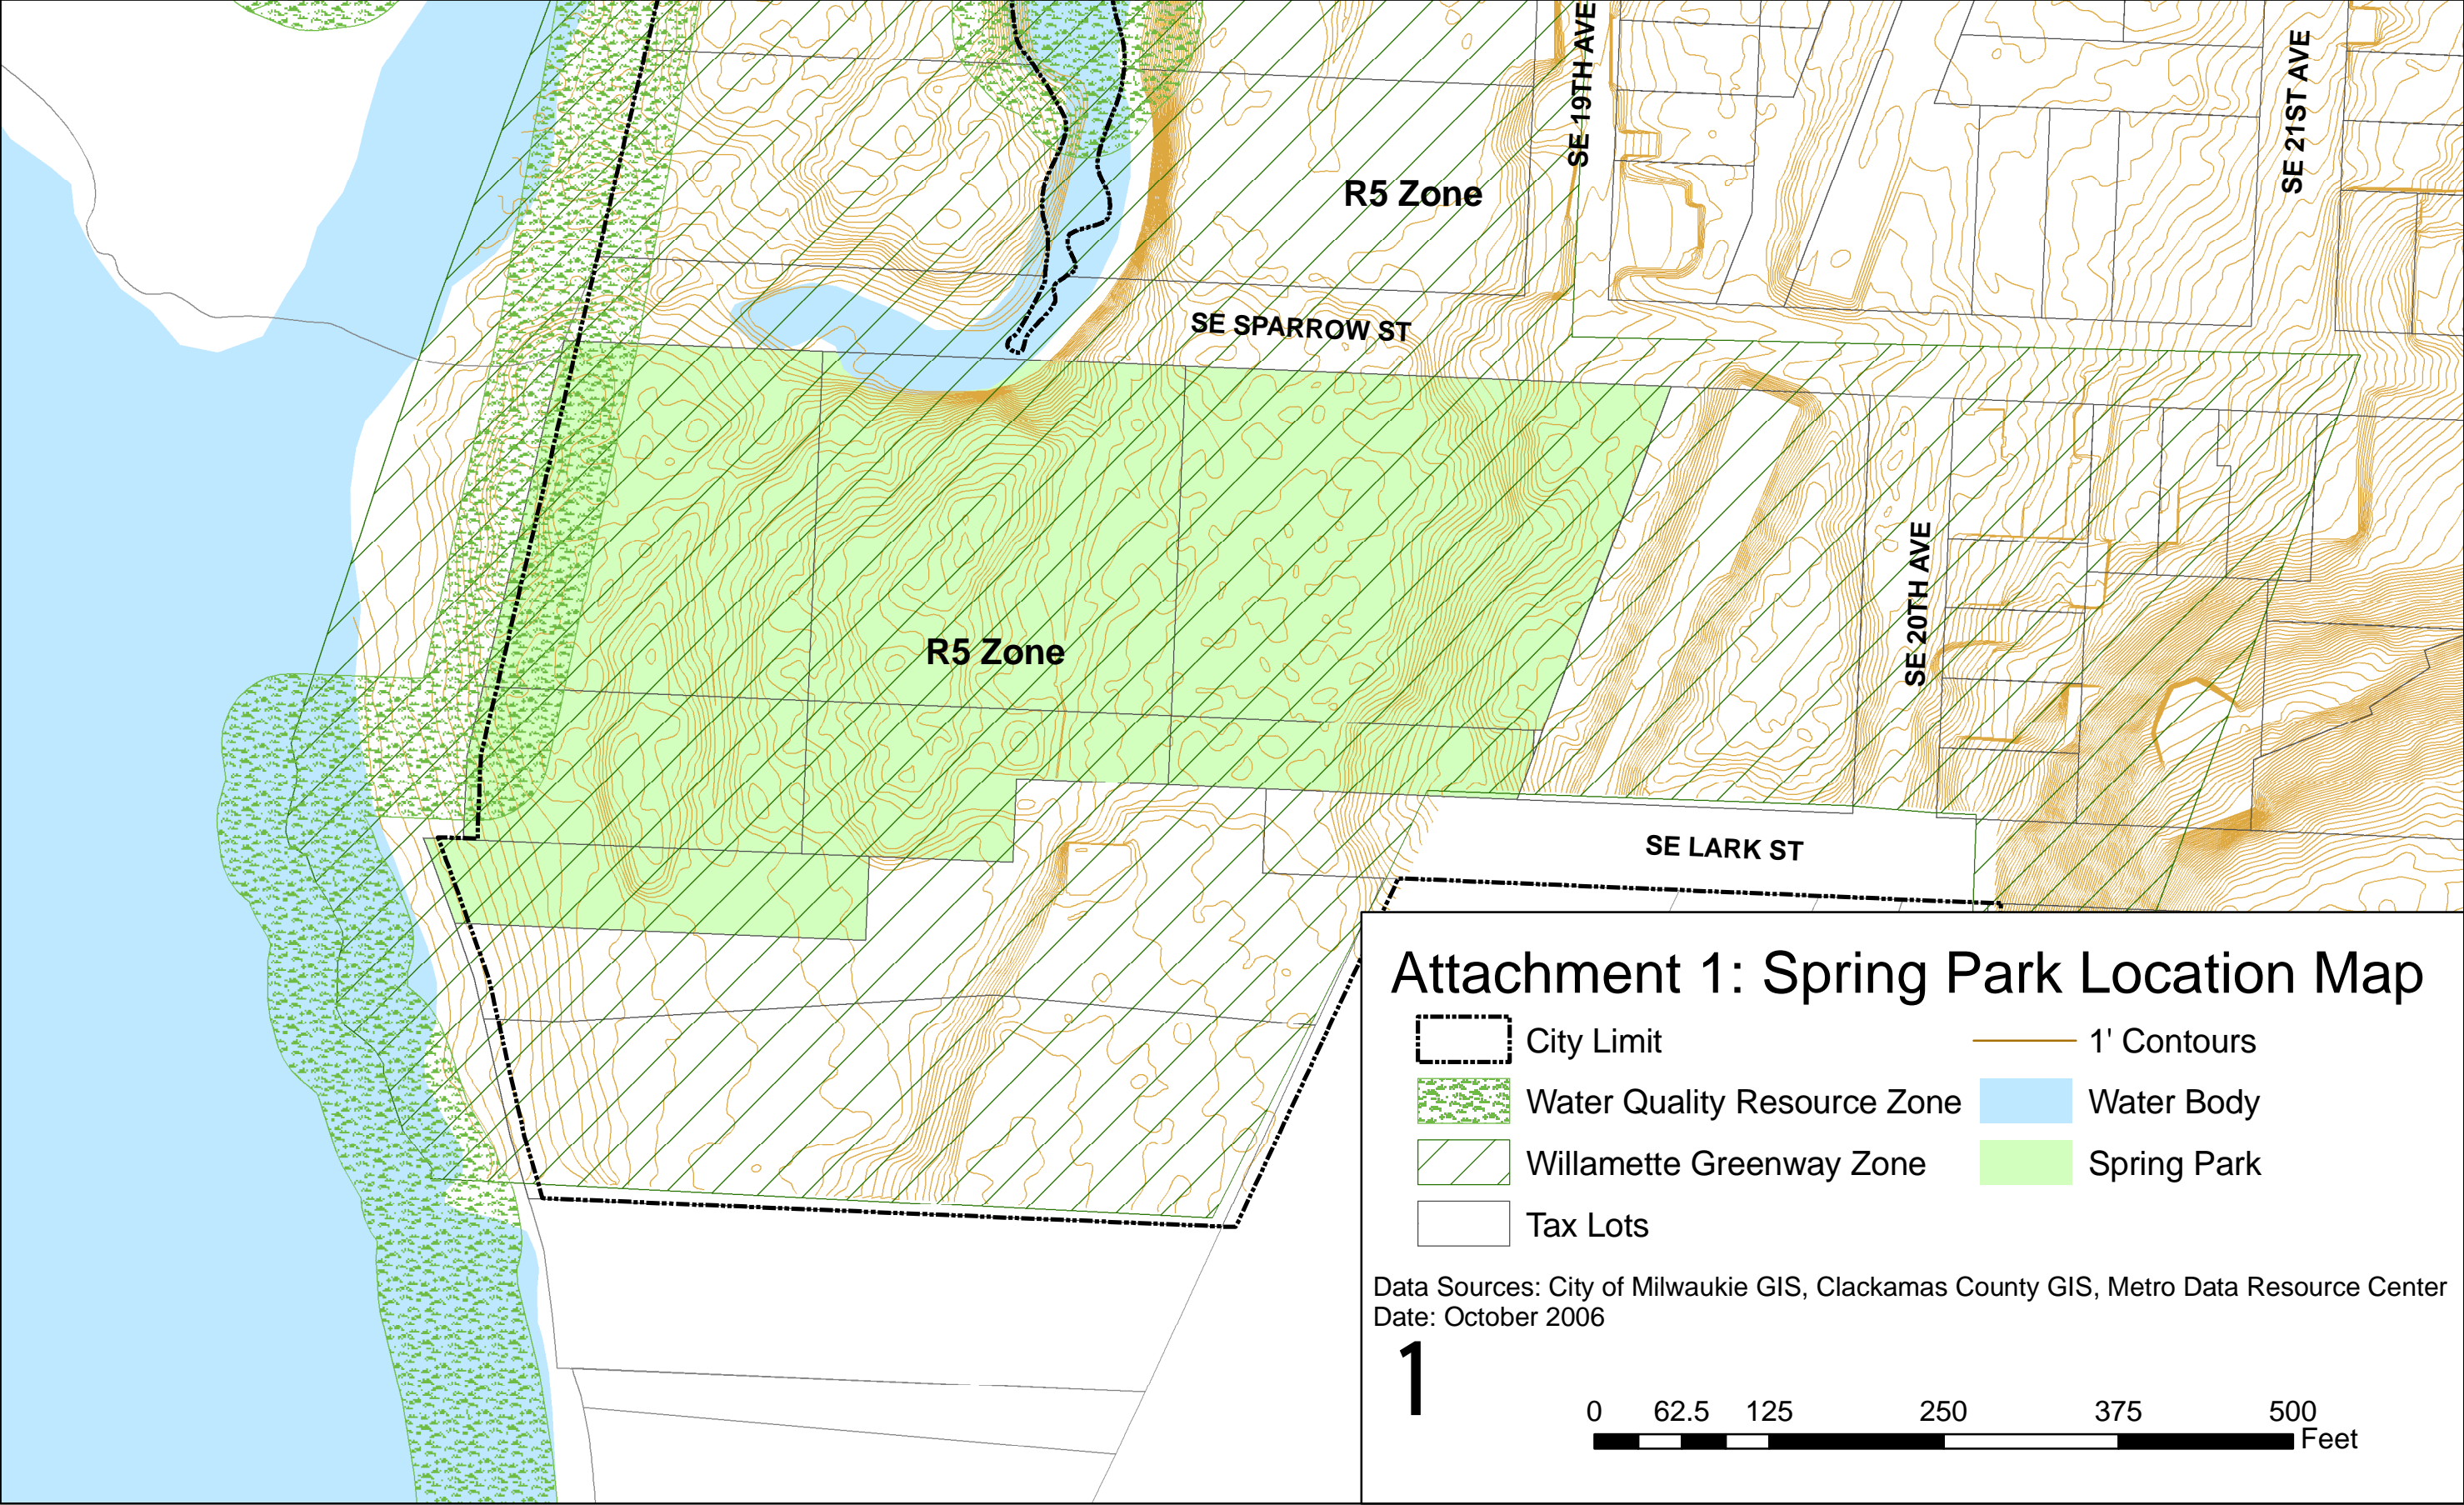 SE 19TH AVE
SE 21ST AVE
R5 Zone
SE SPARROW ST
SE 20TH AVE
R5 Zone
SE LARK ST
Attachment 1: Spring Park Location Map
City Limit
1' Contours
Water Quality Resource Zone
Water Body
Willamette Greenway Zone
Spring Park
Tax Lots
Data Sources: City of Milwaukie GIS, Clackamas County GIS, Metro Data Resource Center
Date: October 2006
1
0 62.5 125 250 375 500
Feet